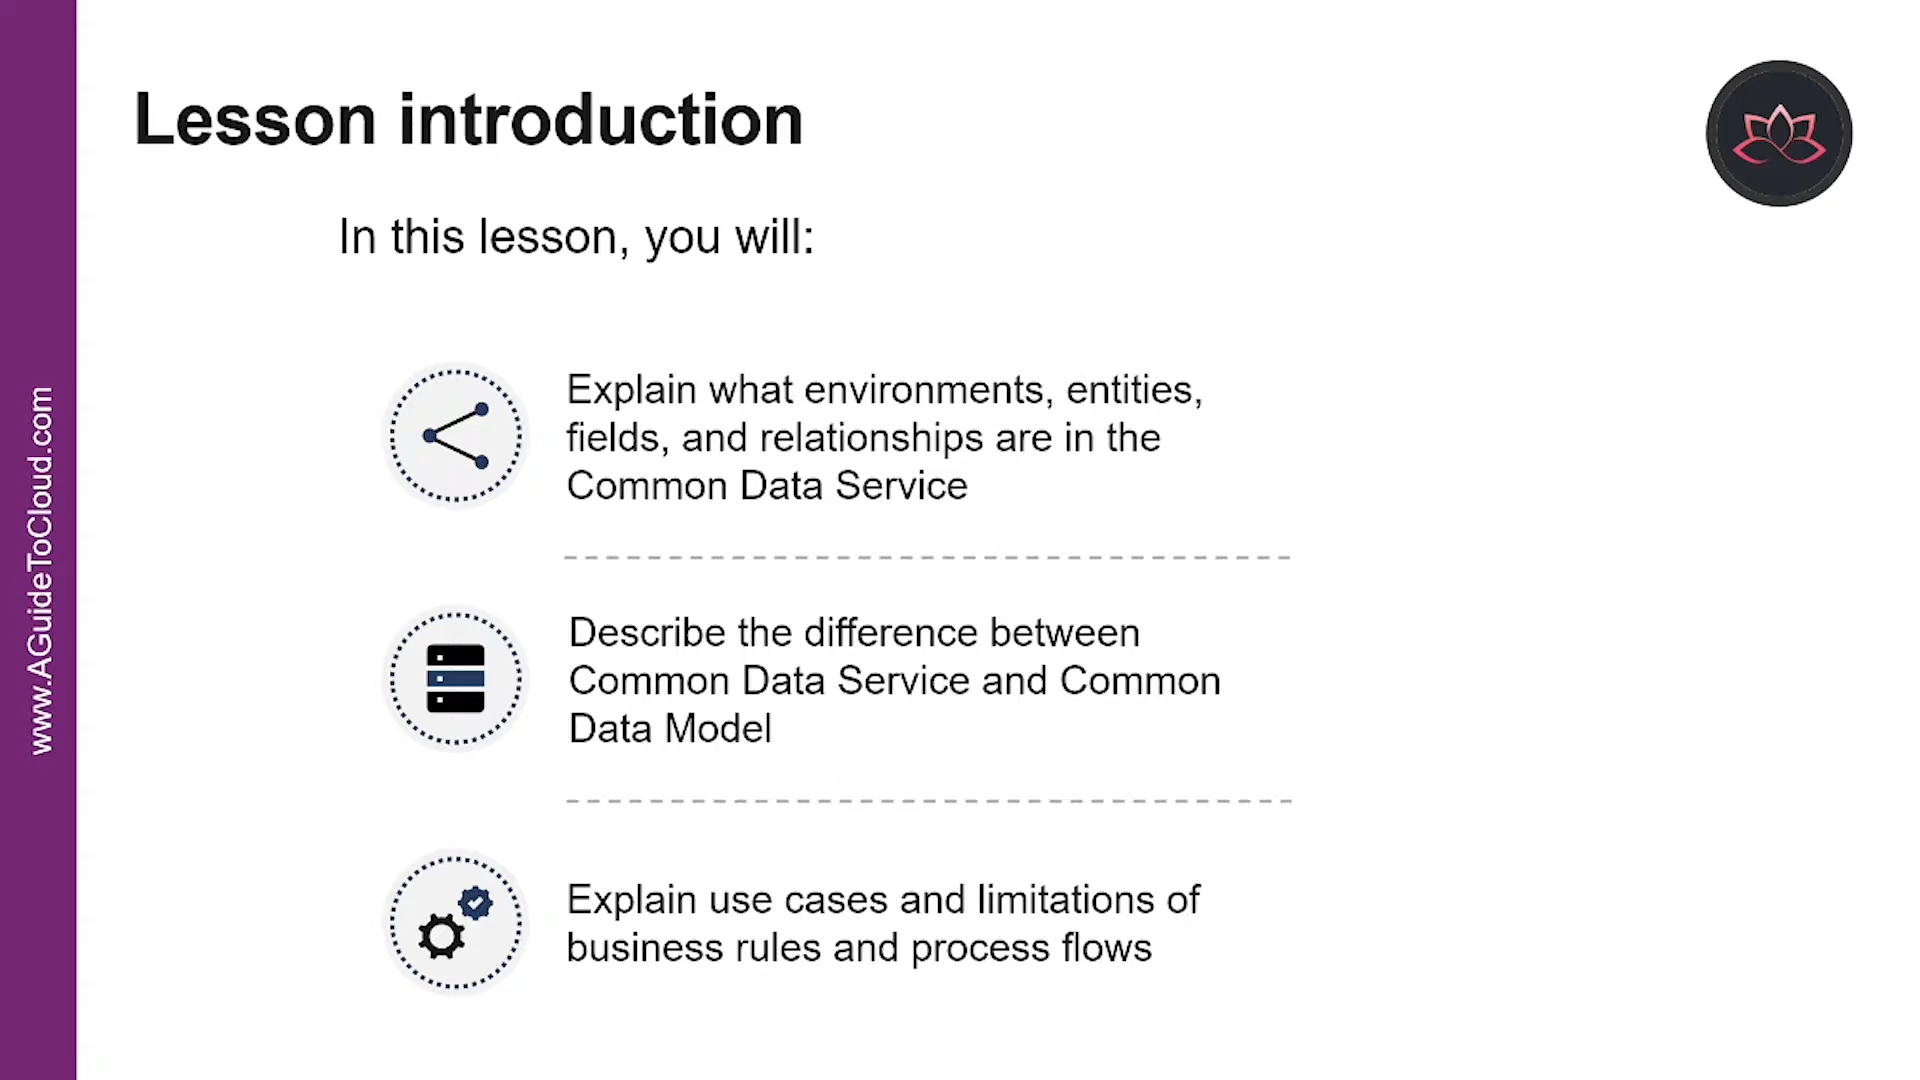 Lesson introduction
In this lesson, you will:
Explain what environments, entities,
fields, and relationships are in the
Common Data Service
Describe the difference between
Common Data Service and Common
Data Model
Explain use cases and limitations of
business rules and process flows
www.AGuideToCloud.com